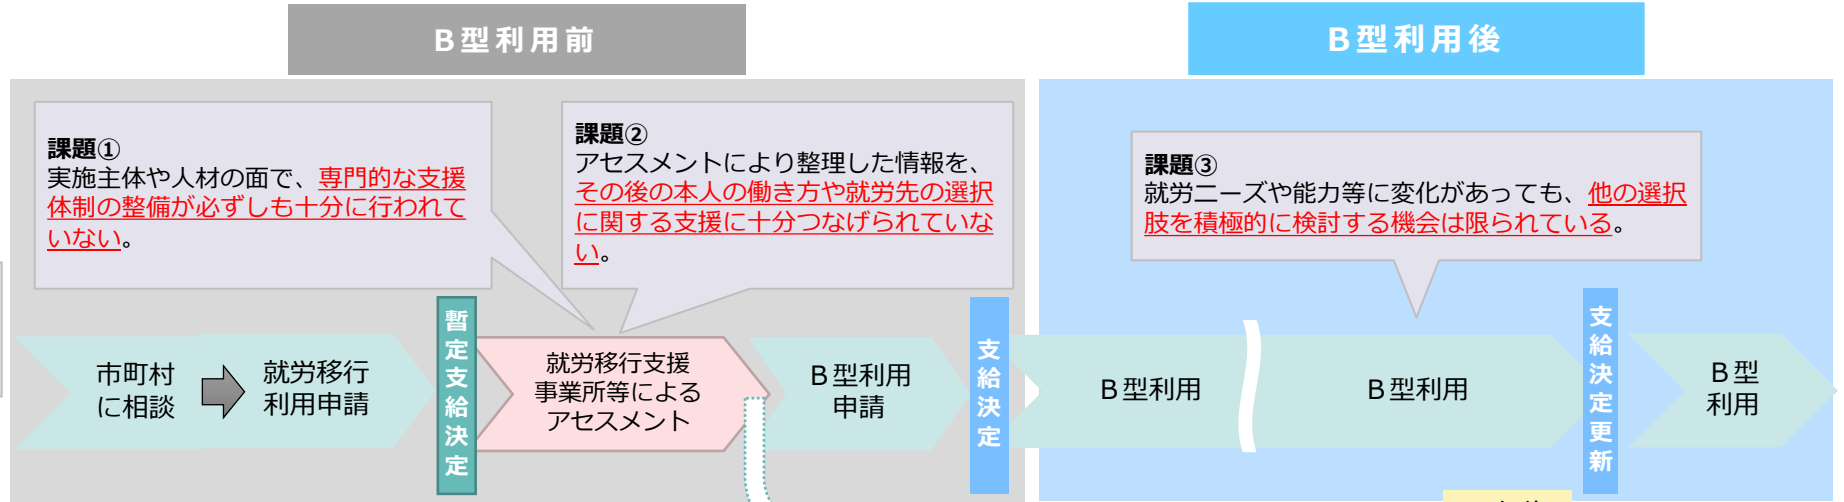 B型利用前
B型利用後
課題①
実施主体や人材の面で、専門的な支援
体制の整備が必ずしも十分に行われて
いない。
課題②
アセスメントにより整理した情報を、
その後の本人の働き方や就労先の選択
に関する支援に十分つなげられていな
い。
課題③
就労ニーズや能力等に変化があっても、他の選択
肢を積極的に検討する機会は限られている。
市町村
に相談
就労移行
利用申請
暫定支給決定
就労移行支援
事業所等による
アセスメント
B型利用
申請
支給決定
B型利用
B型利用
支給決定更新
B型
利用